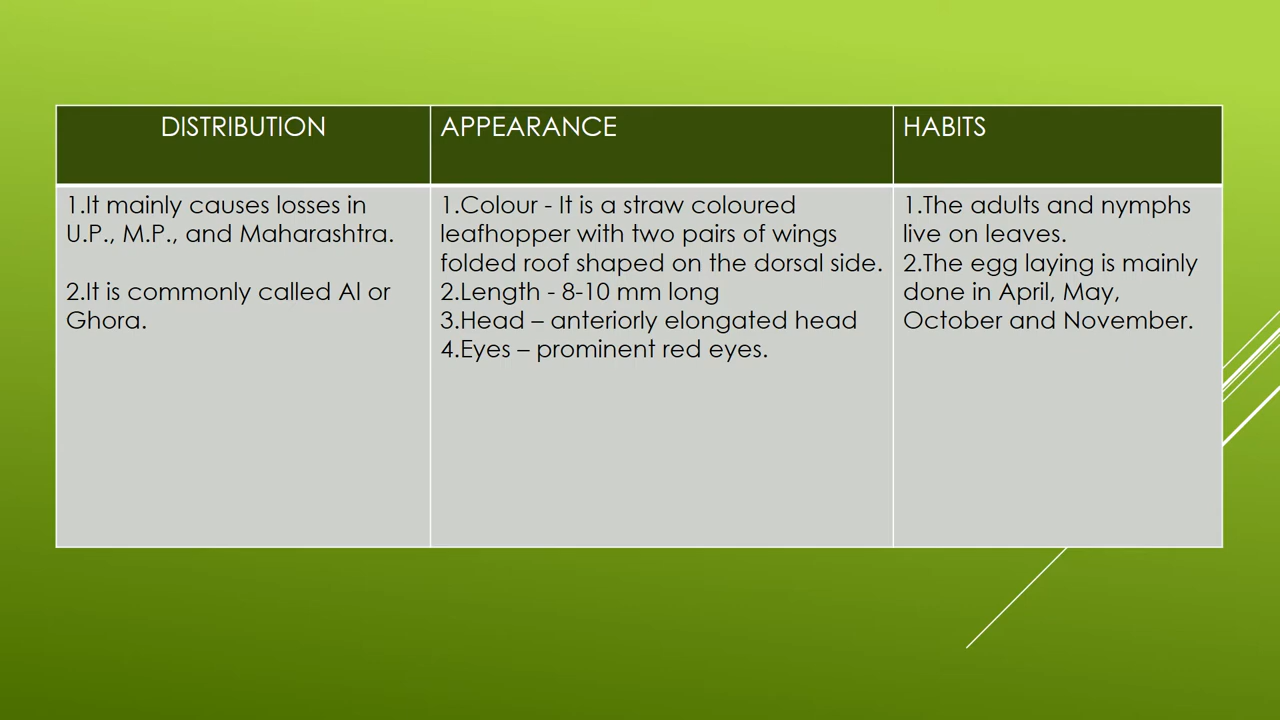 DISTRIBUTION
APPEARANCE
HABITS
1.It mainly causes losses in
U.P., M.P., and Maharashtra.
2.It is commonly called Al or
Ghora.
1.Colour - It is a straw coloured
leafhopper with two pairs of wings
folded roof shaped on the dorsal side.
2.Length - 8-10 mm long
3.Head – anteriorly elongated head
4.Eyes – prominent red eyes.
1.The adults and nymphs
live on leaves.
2.The egg laying is mainly
done in April, May,
October and November.